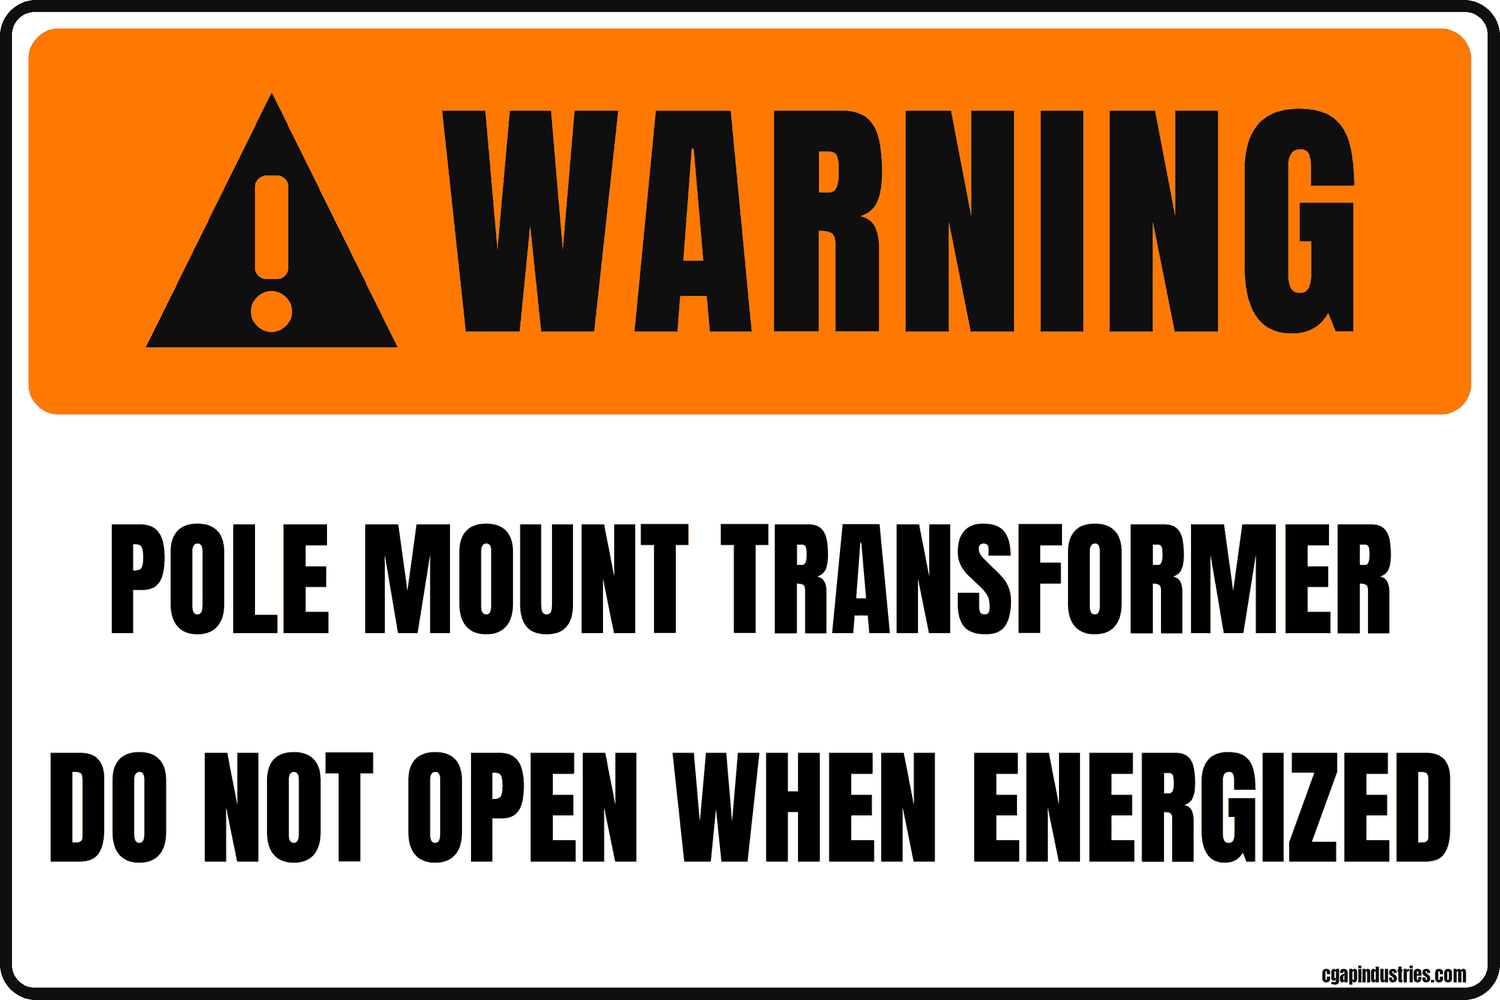 WARNING
POLE MOUNT TRANSFORMER
DO NOT OPEN WHEN ENERGIZED
cgapindustries.com